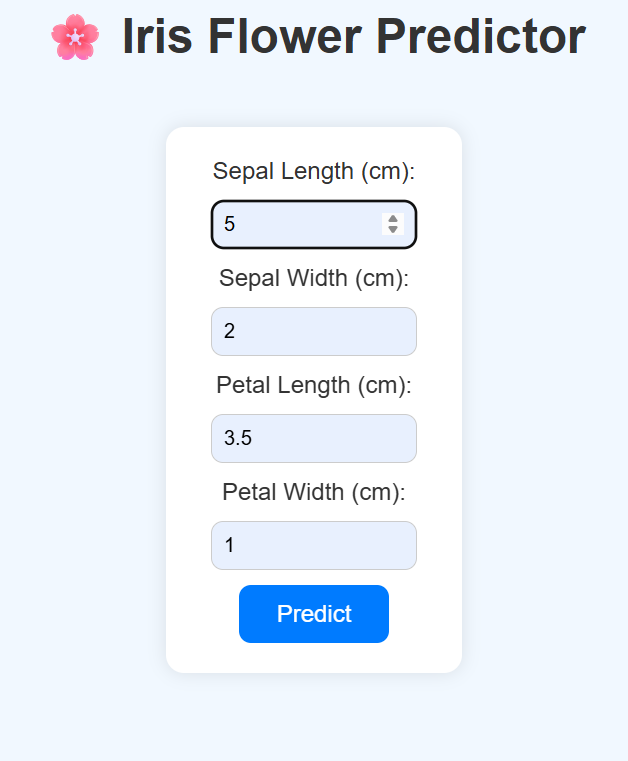 🌸 Iris Flower Predictor
Sepal Length (cm):
5
Sepal Width (cm):
2
Petal Length (cm):
3.5
Petal Width (cm):
1
Predict